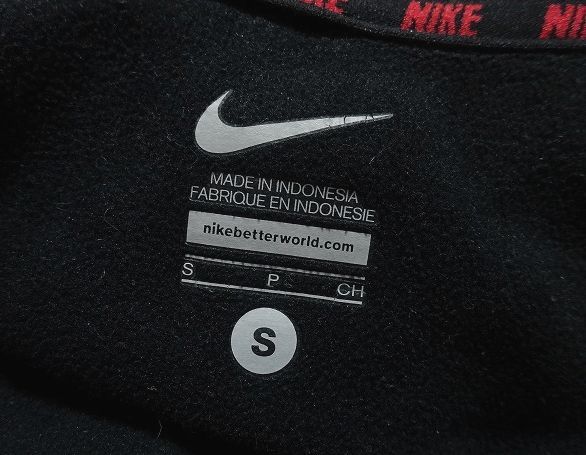 NIKE NIKE
MADE IN INDONESIA
FABRIQUE EN INDONESIE
nikebetterworld.com
S P CH
S